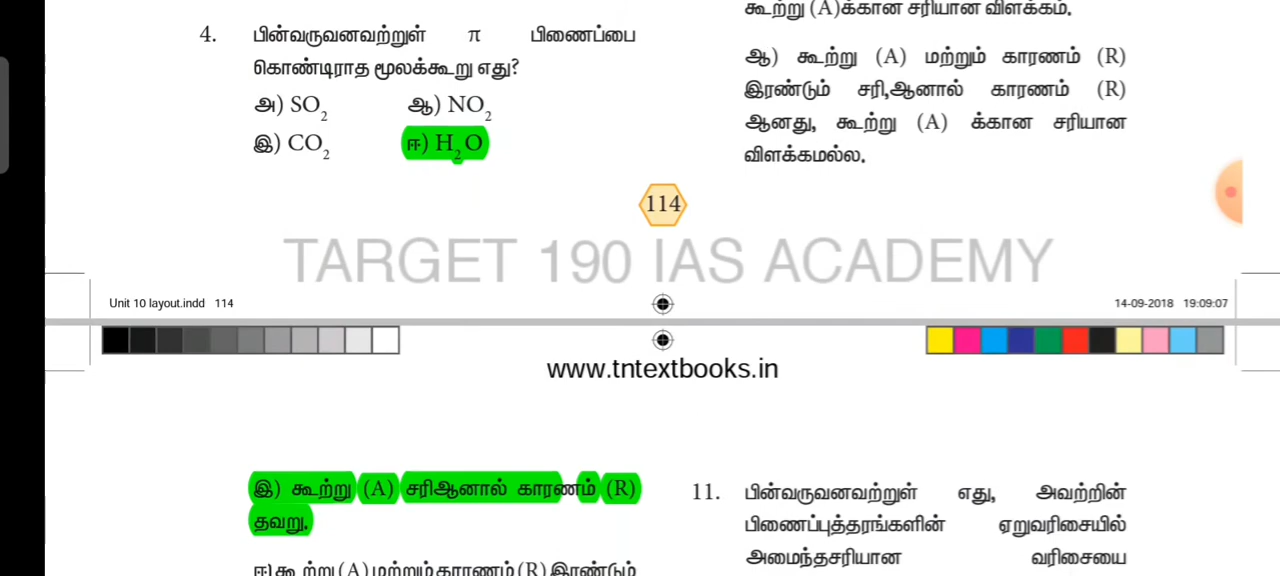 4. பின்வருவனவற்றுள் π பிணைப்பை
கொண்டிராத மூலக்கூறு எது?
அ) SO₂ ஆ) NO₂
இ) CO₂ ஈ) H₂O
கூற்று (A)க்கான சரியான விளக்கம்.
ஆ) கூற்று (A) மற்றும் காரணம் (R)
இரண்டும் சரி,ஆனால் காரணம் (R)
ஆனது, கூற்று (A) க்கான சரியான
விளக்கமல்ல.
114
TARGET 190 IAS ACADEMY
Unit 10 layout.indd 114
14-09-2018 19:09:07
www.tntextbooks.in
இ) கூற்று (A) சரிஆனால் காரணம் (R)
தவறு.
ஈ) கூற்று (A) மற்றும் காரணம் (R) இரண்டும்
11. பின்வருவனவற்றுள் எது, அவற்றின்
பிணைப்புத்தரங்களின் ஏறுவரிசையில்
அமைந்தசரியான வரிசையை